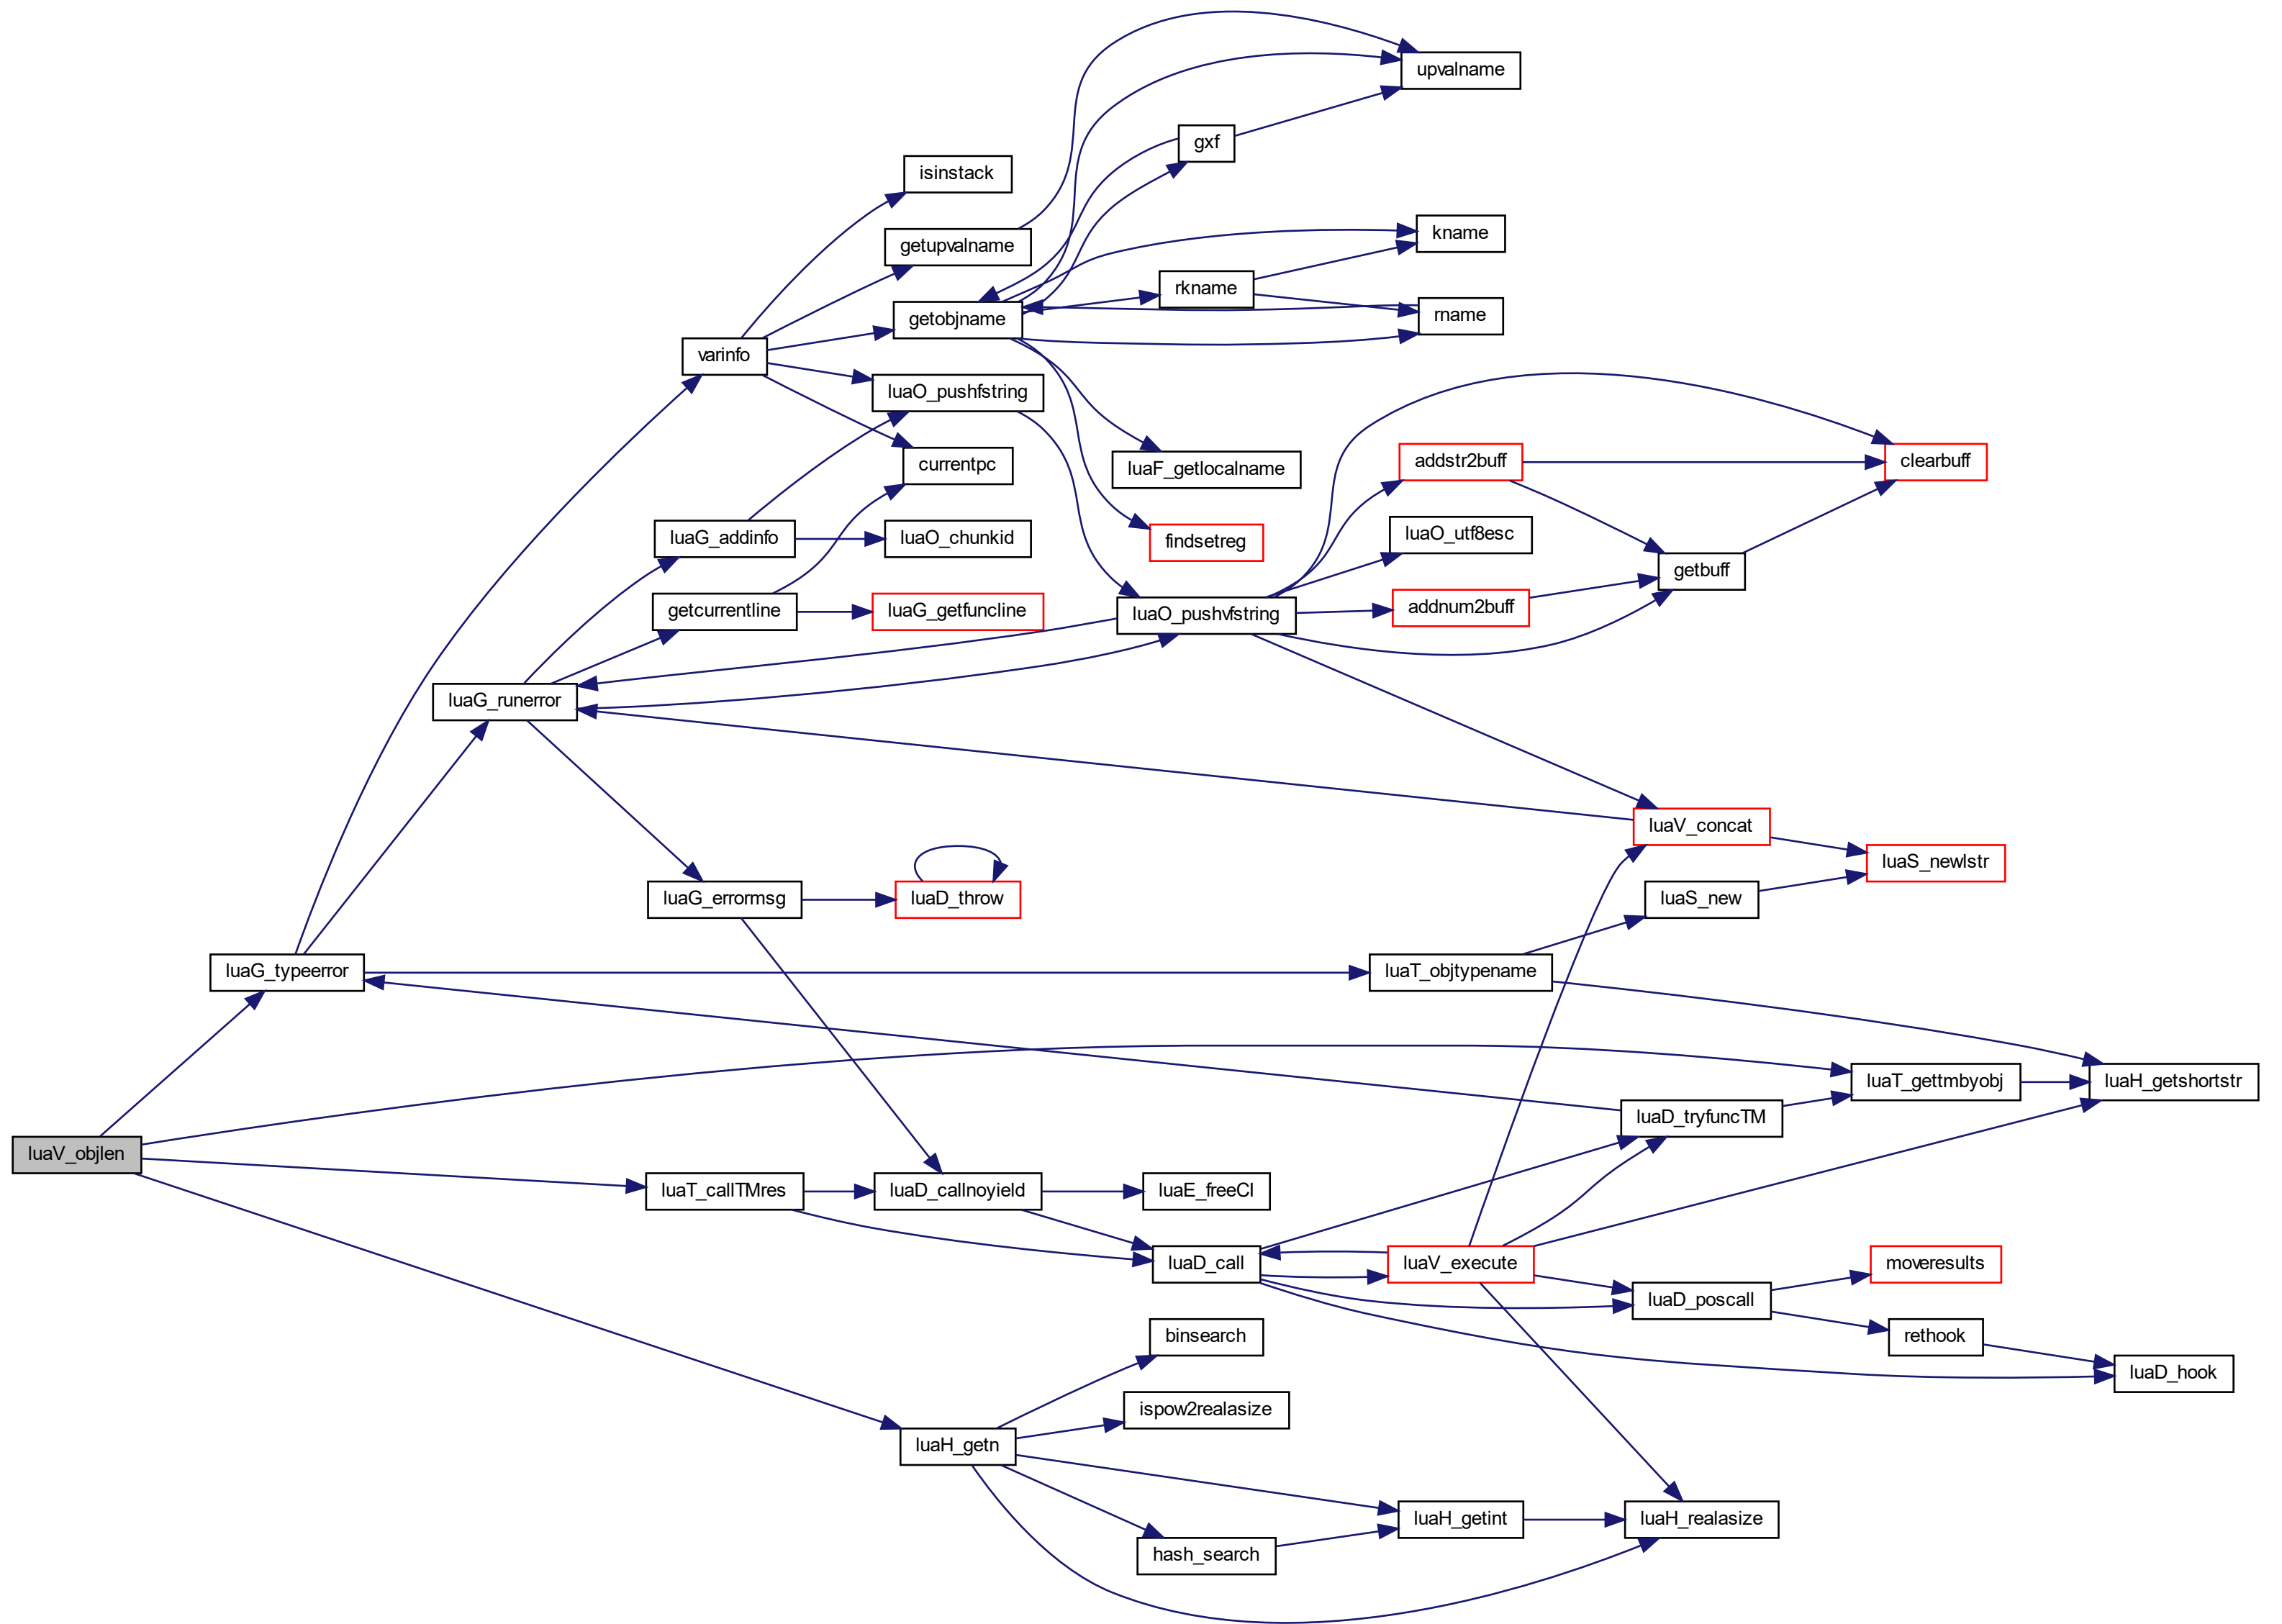 upvalname
gxf
isinstack
kname
getupvalname
rkname
getobjname
rname
varinfo
luaO_pushfstring
currentpc
luaF_getlocalname
addstr2buff
clearbuff
luaG_addinfo
luaO_chunkid
findsetreg
luaO_utf8esc
getbuff
getcurrentline
luaG_getfuncline
luaO_pushvfstring
addnum2buff
luaG_runerror
luaV_concat
luaS_newlstr
luaG_errormsg
luaD_throw
luaS_new
luaG_typeerror
luaT_objtypename
luaT_gettmbyobj
luaH_getshortstr
luaD_tryfuncTM
luaV_objlen
luaT_callTMres
luaD_callnoyield
luaE_freeCI
luaD_call
luaV_execute
moveresults
luaD_poscall
binsearch
rethook
luaD_hook
ispow2realasize
luaH_getn
luaH_getint
luaH_realasize
hash_search